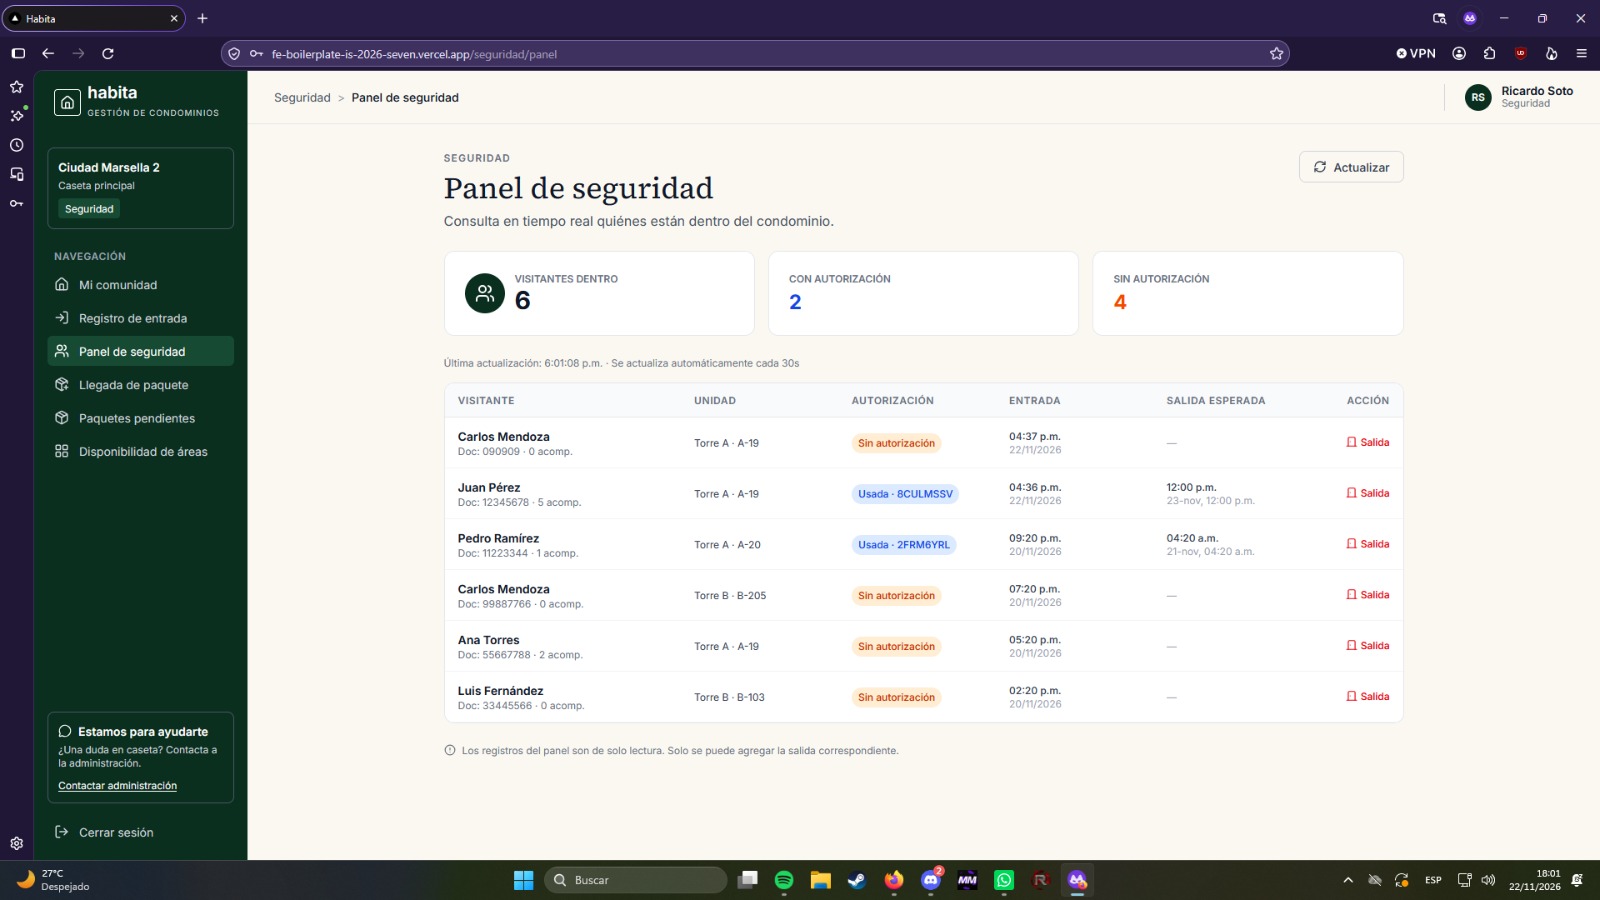 Habita
fe-boilerplate-is-2026-seven.vercel.app/seguridad/panel
VPN
habita
GESTIÓN DE CONDOMINIOS
Ciudad Marsella 2
Caseta principal
Seguridad
NAVEGACIÓN
Mi comunidad
Registro de entrada
Panel de seguridad
Llegada de paquete
Paquetes pendientes
Disponibilidad de áreas
Estamos para ayudarte
¿Una duda en caseta? Contacta a
la administración.
Contactar administración
Cerrar sesión
Seguridad > Panel de seguridad
RS
Ricardo Soto
Seguridad
SEGURIDAD
Panel de seguridad
Consulta en tiempo real quiénes están dentro del condominio.
Actualizar
VISITANTES DENTRO
6
CON AUTORIZACIÓN
2
SIN AUTORIZACIÓN
4
Última actualización: 6:01:08 p.m. · Se actualiza automáticamente cada 30s
VISITANTE UNIDAD AUTORIZACIÓN ENTRADA SALIDA ESPERADA ACCIÓN
Carlos Mendoza
Doc: 090909 · 0 acomp.
Torre A · A-19
Sin autorización
04:37 p.m.
22/11/2026
—
Salida
Juan Pérez
Doc: 12345678 · 5 acomp.
Torre A · A-19
Usada · 8CULMSSV
04:36 p.m.
22/11/2026
12:00 p.m.
23-nov, 12:00 p.m.
Salida
Pedro Ramírez
Doc: 11223344 · 1 acomp.
Torre A · A-20
Usada · 2FRM6YRL
09:20 p.m.
20/11/2026
04:20 a.m.
21-nov, 04:20 a.m.
Salida
Carlos Mendoza
Doc: 99887766 · 0 acomp.
Torre B · B-205
Sin autorización
07:20 p.m.
20/11/2026
—
Salida
Ana Torres
Doc: 55667788 · 2 acomp.
Torre A · A-19
Sin autorización
05:20 p.m.
20/11/2026
—
Salida
Luis Fernández
Doc: 33445566 · 0 acomp.
Torre B · B-103
Sin autorización
02:20 p.m.
20/11/2026
—
Salida
Los registros del panel son de solo lectura. Solo se puede agregar la salida correspondiente.
27°C
Despejado
Buscar
2
MM
R
ESP
18:01
22/11/2026